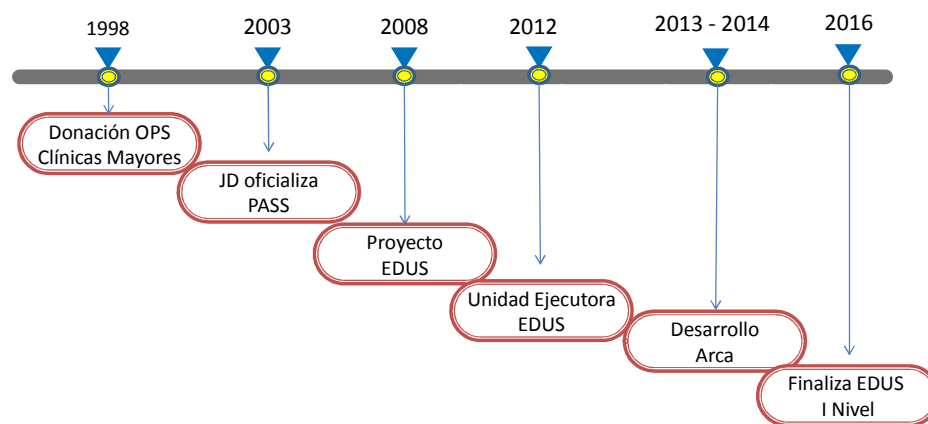 1998
2003
2008
2012
2013 - 2014
2016
Donación OPS
Clínicas Mayores
JD oficializa
PASS
Proyecto
EDUS
Unidad Ejecutora
EDUS
Desarrollo
Arca
Finaliza EDUS
I Nivel